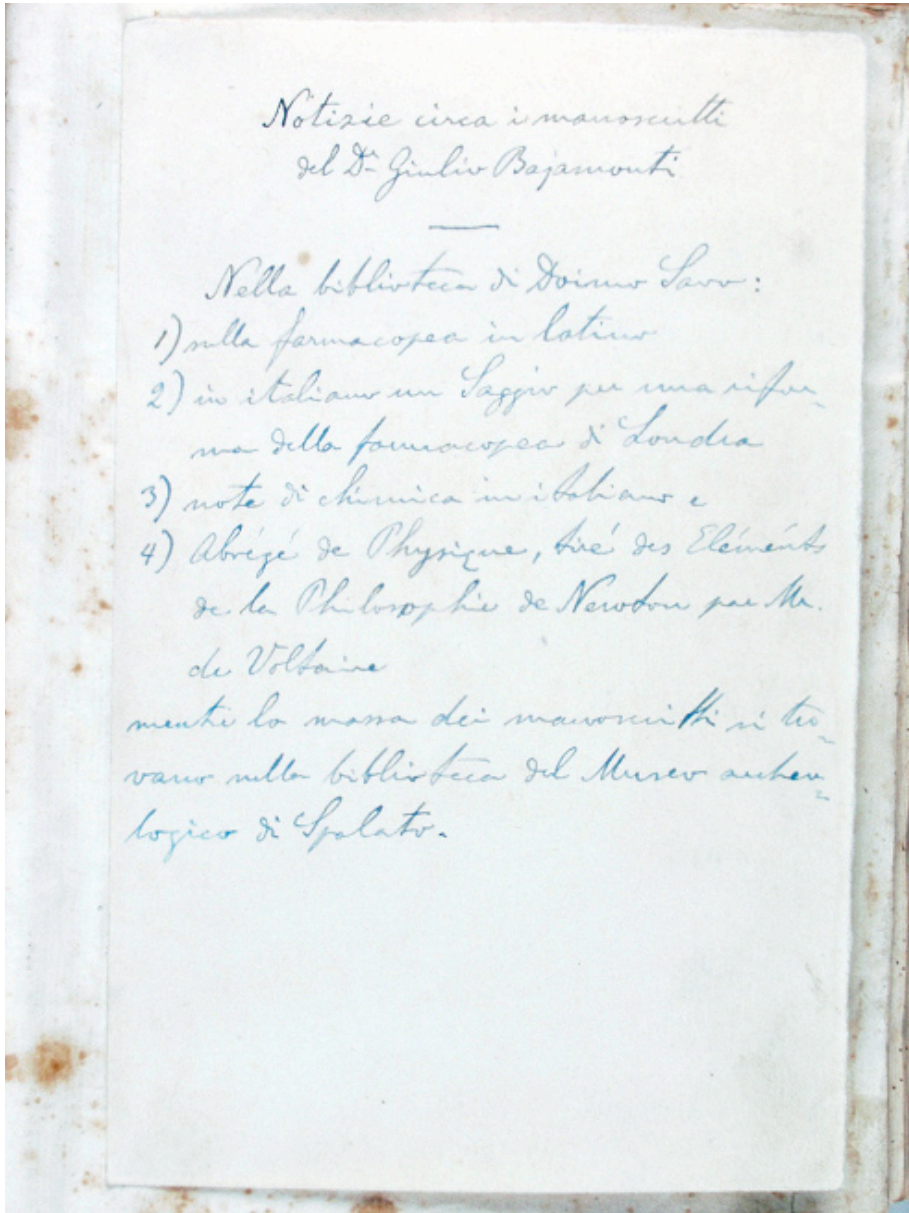 Notizie circa i manoscritti
del Dr Giulio Bajamonti
Nella biblioteca di Doimo Savo:
1) sulla farmacopea in latino
2) in italiano un Saggio per una rifor=
ma della farmacopea di Londra
3) note di chimica in italiano e
4) Abrégé de Physique, tiré des Eléménts
de la Philosophie de Newton par Mr.
de Voltaire
mentre la massa dei manoscritti si tro=
vano nella biblioteca del Museo archeo=
logico di Spalato.